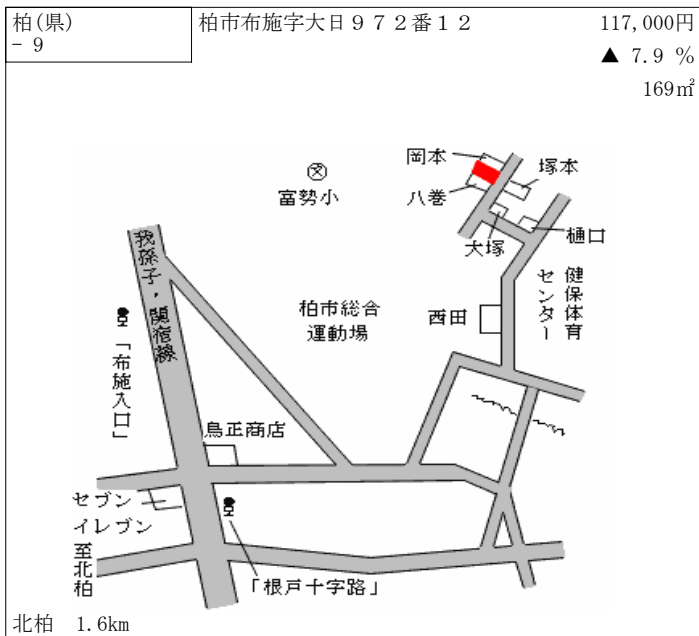 柏(県)
- 9
柏市布施字大日９７２番１２
117,000円
▲ 7.9 %
169㎡
岡本
塚本
富勢小
八巻
大塚
樋口
我孫子・関宿線
健保体育
センター
柏市総合
運動場
西田
「布施入口」
鳥正商店
セブン
イレブン
至北柏
「根戸十字路」
北柏 1.6km